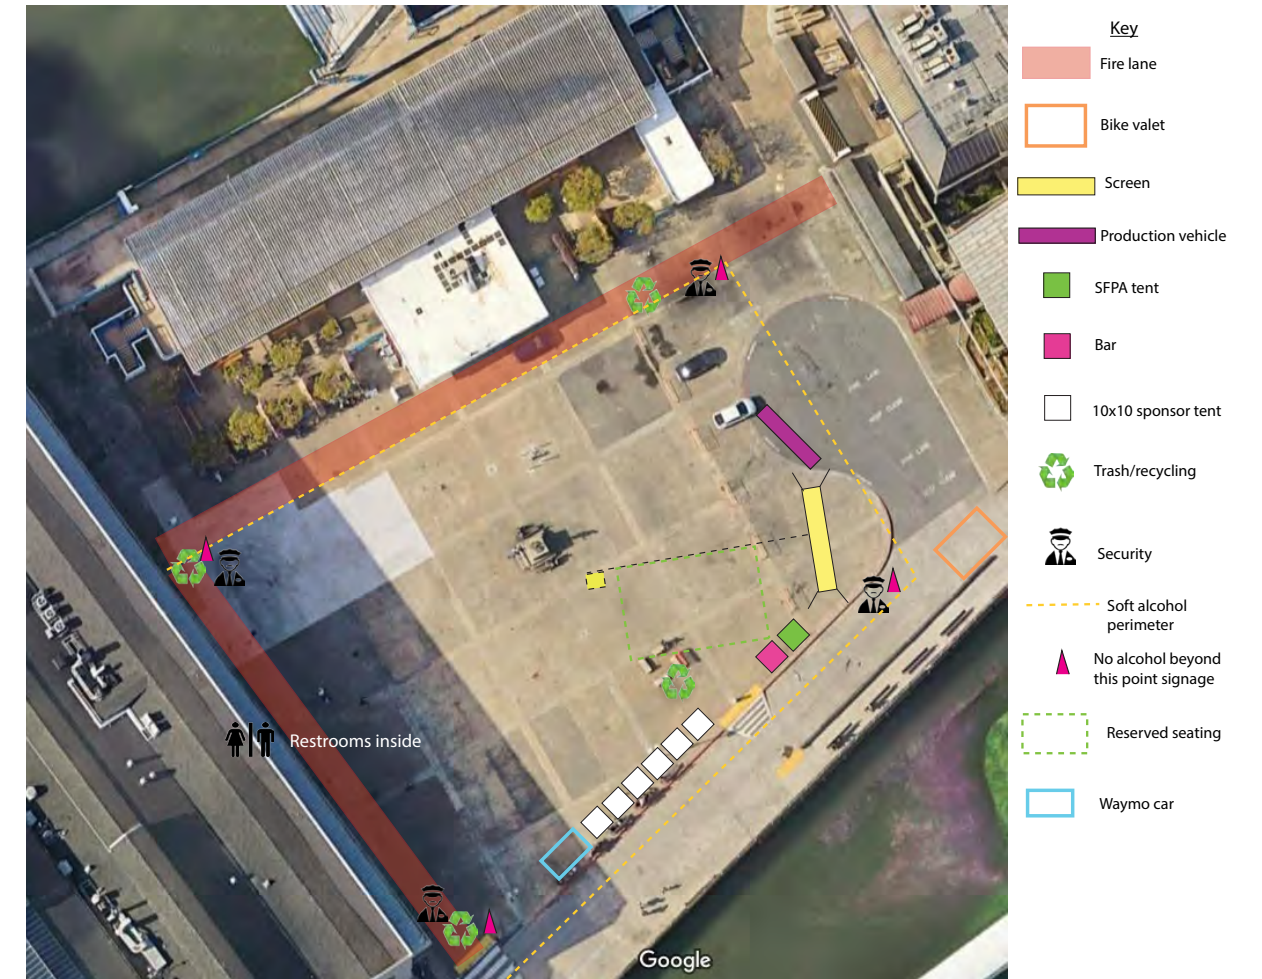 Key
Fire lane
Bike valet
Screen
Production vehicle
SFPA tent
Bar
10x10 sponsor tent
Trash/recycling
Security
Soft alcohol
perimeter
No alcohol beyond
this point signage
Reserved seating
Waymo car
Restrooms inside
Google